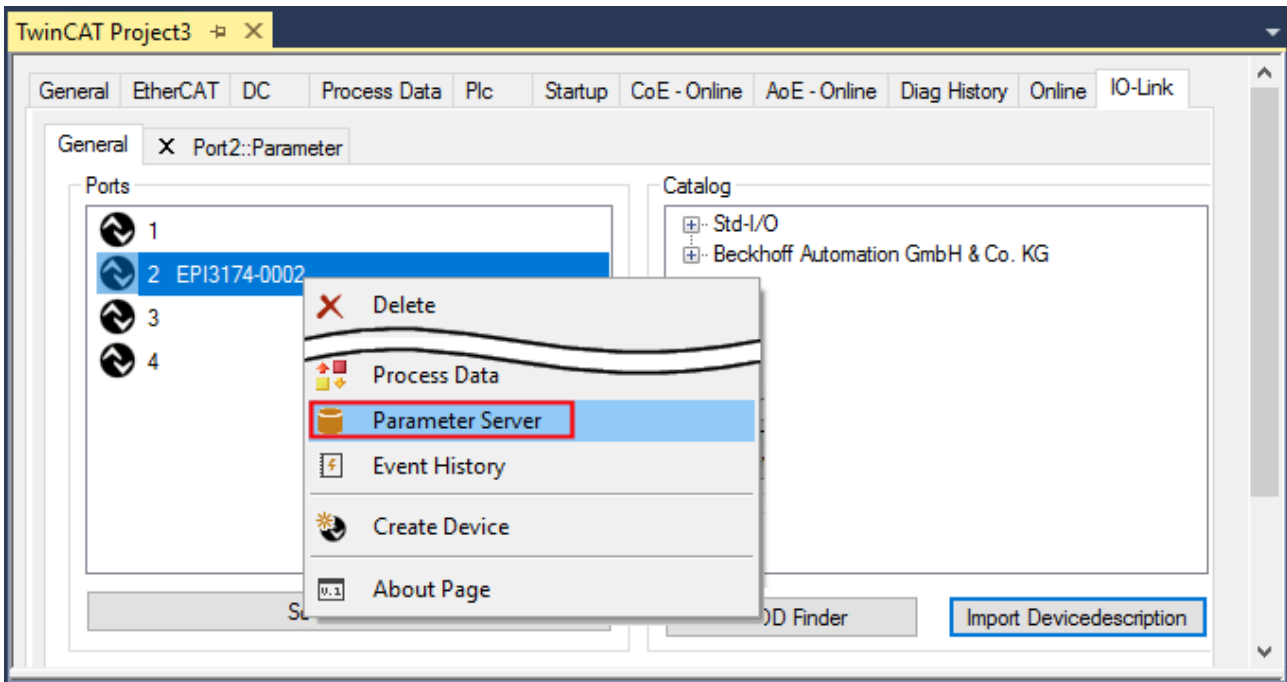 TwinCAT Project3
General EtherCAT DC Process Data Plc Startup CoE - Online AoE - Online Diag History Online IO-Link
General X Port2::Parameter
Ports
Catalog
1
2 EPI3174-0002
3
4
Std-I/O
Beckhoff Automation GmbH & Co. KG
Delete
Process Data
Parameter Server
Event History
Create Device
About Page
Import Devicedescription
Finder